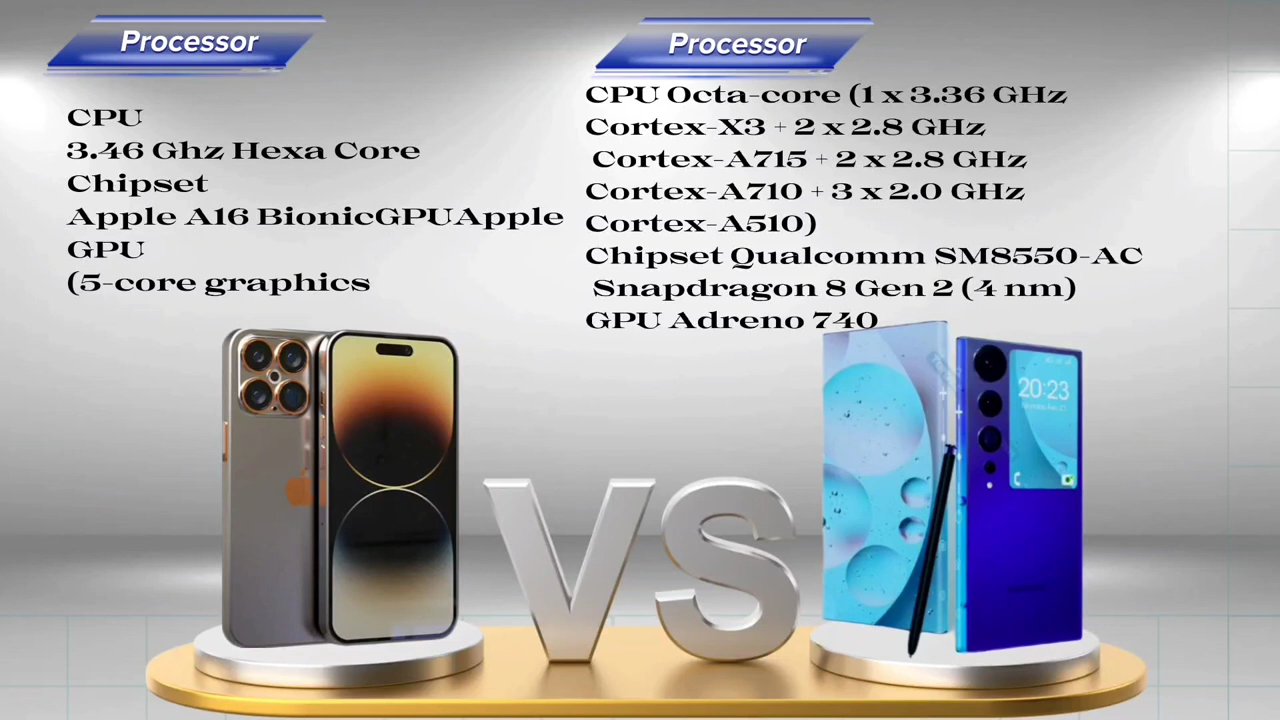 Processor
CPU
3.46 Ghz Hexa Core
Chipset
Apple A16 BionicGPUApple
GPU
(5-core graphics
Processor
CPU Octa-core (1 x 3.36 GHz
Cortex-X3 + 2 x 2.8 GHz
Cortex-A715 + 2 x 2.8 GHz
Cortex-A710 + 3 x 2.0 GHz
Cortex-A510)
Chipset Qualcomm SM8550-AC
Snapdragon 8 Gen 2 (4 nm)
GPU Adreno 740
20:23
VS